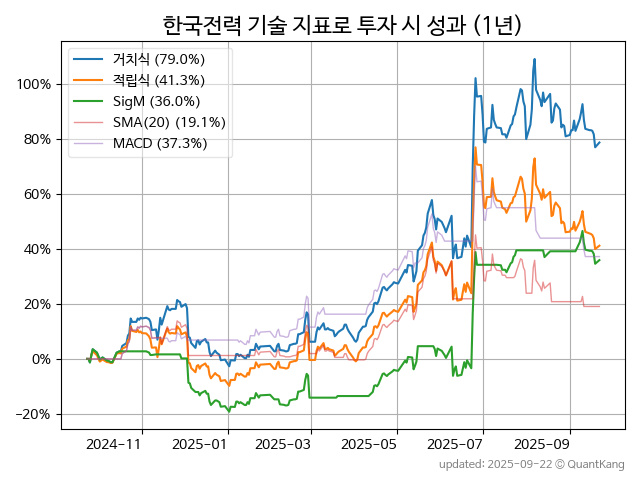 한국전력 기술 지표로 투자 시 성과 (1년)
거치식 (79.0%)
적립식 (41.3%)
SigM (36.0%)
SMA(20) (19.1%)
MACD (37.3%)
100%
80%
60%
40%
20%
0%
−20%
2024-11 2025-01 2025-03 2025-05 2025-07 2025-09
updated: 2025-09-22 © QuantKang